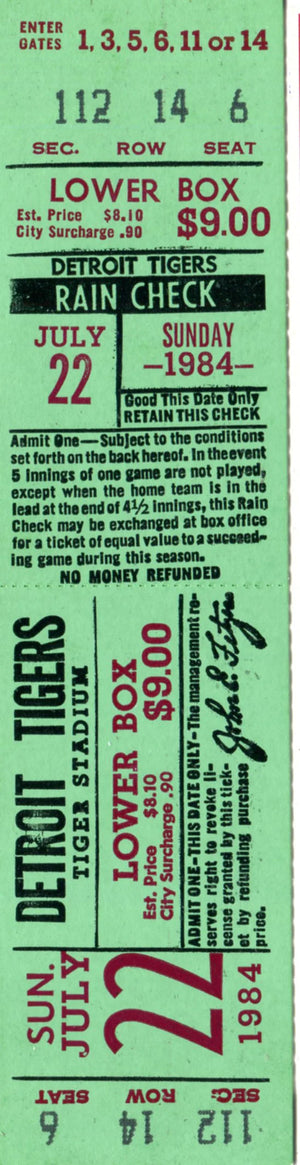 ENTER GATES 1, 3, 5, 6, 11 or 14
112 14 6
SEC. ROW SEAT
LOWER BOX
Est. Price $8.10
City Surcharge .90
$9.00
DETROIT TIGERS
RAIN CHECK
JULY
22
SUNDAY
—1984—
Good This Date Only
RETAIN THIS CHECK
Admit One—Subject to the conditions
set forth on the back hereof. In the event
5 innings of one game are not played,
except when the home team is in the
lead at the end of 4½ innings, this Rain
Check may be exchanged at box office
for a ticket of equal value to a succeed-
ing game during this season.
NO MONEY REFUNDED
DETROIT TIGERS
TIGER STADIUM
LOWER BOX
Est. Price $8.10
City Surcharge .90
$9.00
ADMIT ONE—THIS DATE ONLY—The management re-
serves right to revoke li-
cense granted by this tick-
et by refunding purchase
price.
SUN.
JULY
22
1984
SEC. ROW SEAT
112 14 6